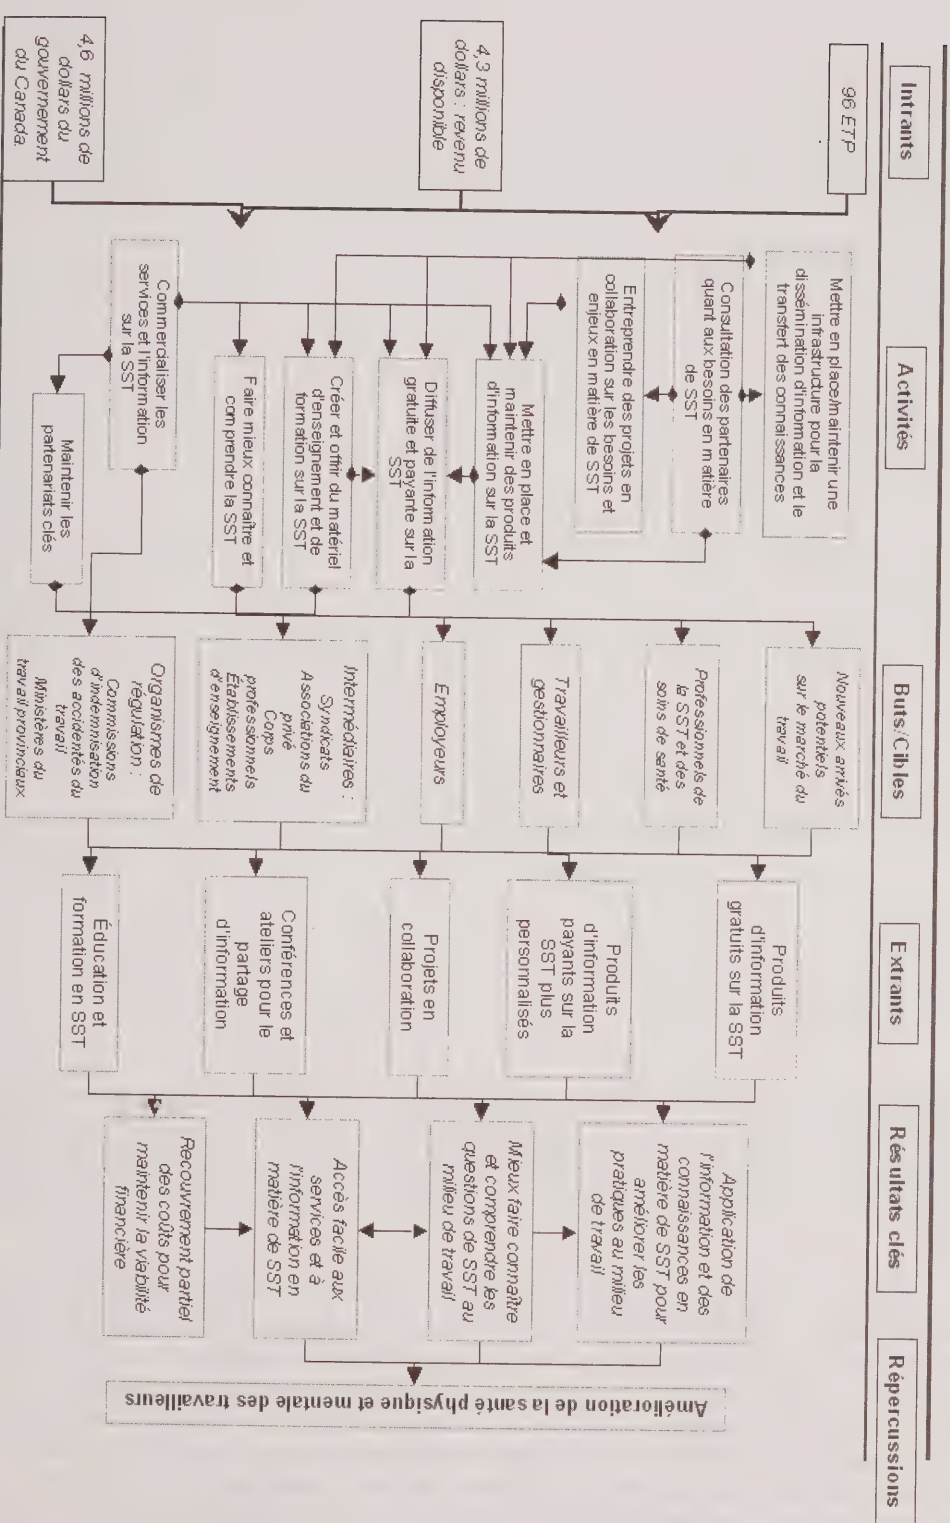 Intrants
Activités
Buts/Cibles
Extrants
Résultats clés
Répercussions
96 ETP
4,3 millions de
dollars : revenu
disponible
4,6 millions de
dollars du
gouvernement
du Canada
Mettre en place/maintenir une
infrastructure pour la
dissémination d'information et le
transfert des connaissances
Consultation des partenaires
quant aux besoins en matière
de SST
Entreprendre des projets en
collaboration sur les besoins et
enjeux en matière de SST
Mettre en place et
maintenir des produits
d'information sur la SST
Diffuser de l'information
gratuite et payante sur la
SST
Créer et offrir du matériel
d'enseignement et de
formation sur la SST
Faire mieux connaître et
comprendre la SST
Commercialiser les
services et l'information
sur la SST
Maintenir les
partenariats clés
Nouveaux arrivés
potentiels
sur le marché du
travail
Professionnels de
la SST et des
soins de santé
Travailleurs et
gestionnaires
Employeurs
Intermédiaires :
Syndicats
Associations du
privé
Corps
professionnels
Établissements
d'enseignement
Organismes de
régulation :
Commissions
d'indemnisation
des accidentés du
travail
Ministères du
travail provinciaux
Produits
d'information
gratuits sur la SST
Produits
d'information
payants sur la
SST plus
personnalisés
Projets en
collaboration
Conférences et
ateliers pour le
partage
d'information
Éducation et
formation en SST
Application de
l'information et des
connaissances en
matière de SST pour
améliorer les
pratiques au milieu
de travail
Mieux faire connaître
et comprendre les
questions de SST au
milieu de travail
Accès facile aux
services et à
l'information en
matière de SST
Recouvrement partiel
des coûts pour
maintenir la viabilité
financière
Amélioration de la santé physique et mentale des travailleurs